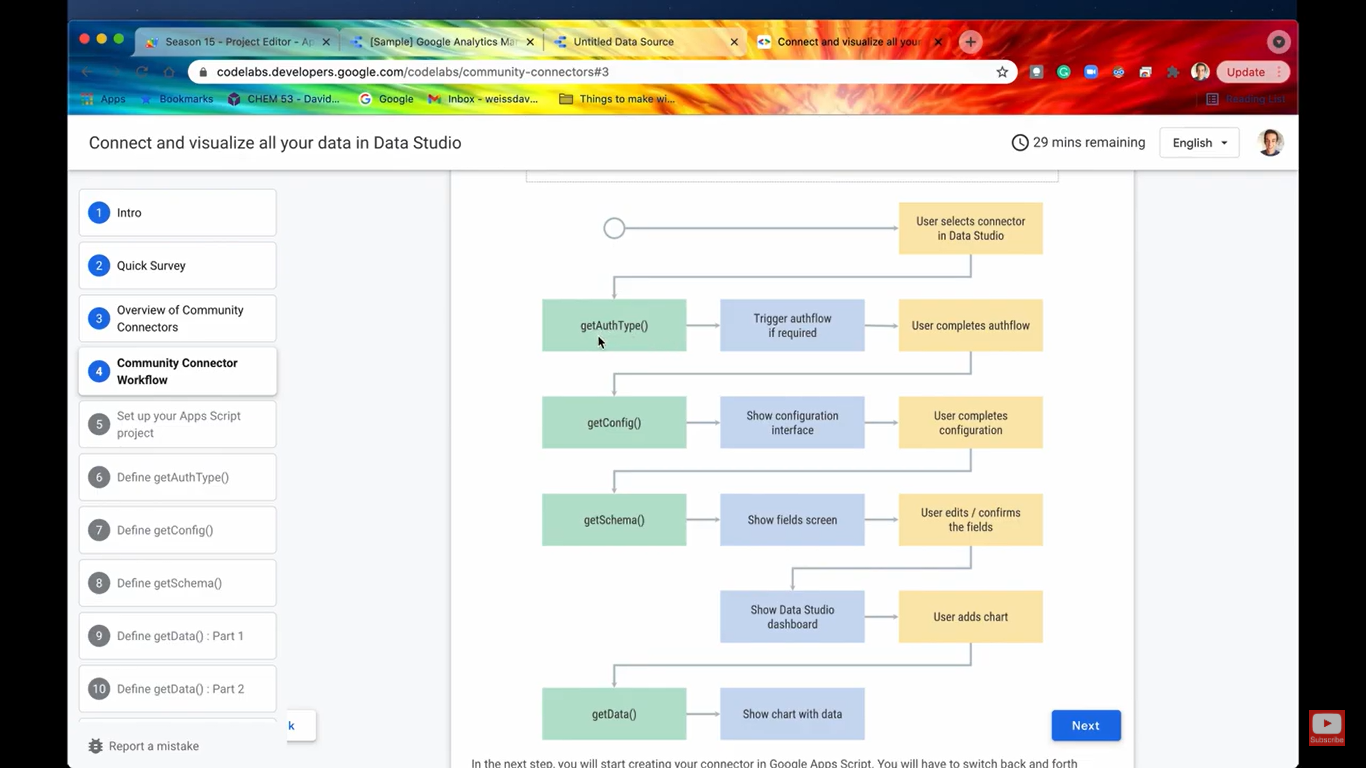 Season 15 - Project Editor - Ap
[Sample] Google Analytics Ma
Untitled Data Source
Connect and visualize all your
codelabs.developers.google.com/codelabs/community-connectors#3
Update
Apps
Bookmarks
CHEM 53 - David...
Google
Inbox - weissdav...
Things to make wi...
Reading List
Connect and visualize all your data in Data Studio
29 mins remaining
English
1 Intro
2 Quick Survey
3 Overview of Community
Connectors
4 Community Connector
Workflow
5 Set up your Apps Script
project
6 Define getAuthType()
7 Define getConfig()
8 Define getSchema()
9 Define getData() : Part 1
10 Define getData() : Part 2
k
Report a mistake
User selects connector
in Data Studio
getAuthType()
Trigger authflow
if required
User completes authflow
getConfig()
Show configuration
interface
User completes
configuration
getSchema()
Show fields screen
User edits / confirms
the fields
Show Data Studio
dashboard
User adds chart
getData()
Show chart with data
Next
In the next step, you will start creating your connector in Google Apps Script. You will have to switch back and forth
Subscribe